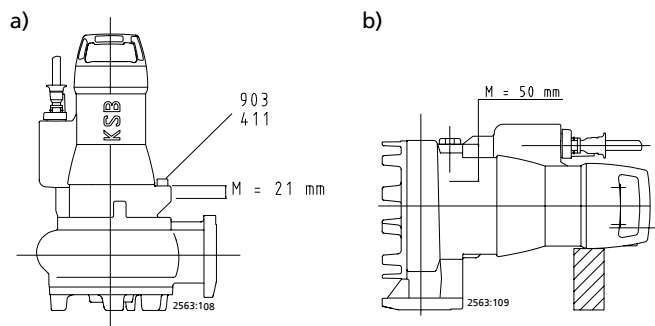 a)
KSB
903
411
M = 21 mm
2563:108
b)
M = 50 mm
2563:109